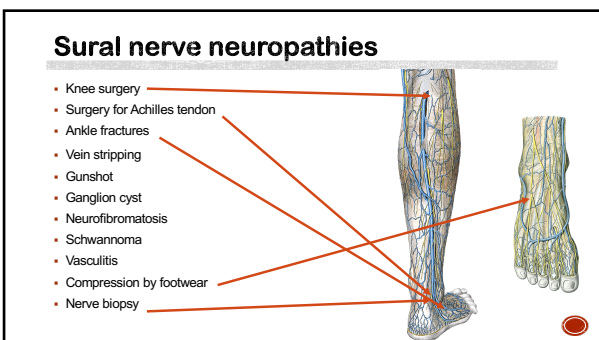 Sural nerve neuropathies
Knee surgery
Surgery for Achilles tendon
Ankle fractures
Vein stripping
Gunshot
Ganglion cyst
Neurofibromatosis
Schwannoma
Vasculitis
Compression by footwear
Nerve biopsy